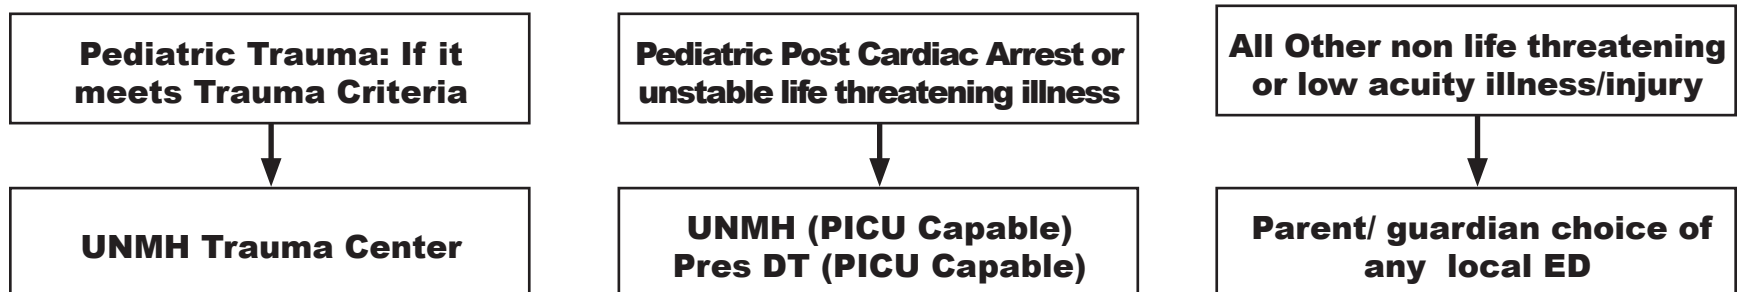 Pediatric Trauma: If it
meets Trauma Criteria
UNMH Trauma Center
Pediatric Post Cardiac Arrest or
unstable life threatening illness
UNMH (PICU Capable)
Pres DT (PICU Capable)
All Other non life threatening
or low acuity illness/injury
Parent/ guardian choice of
any local ED